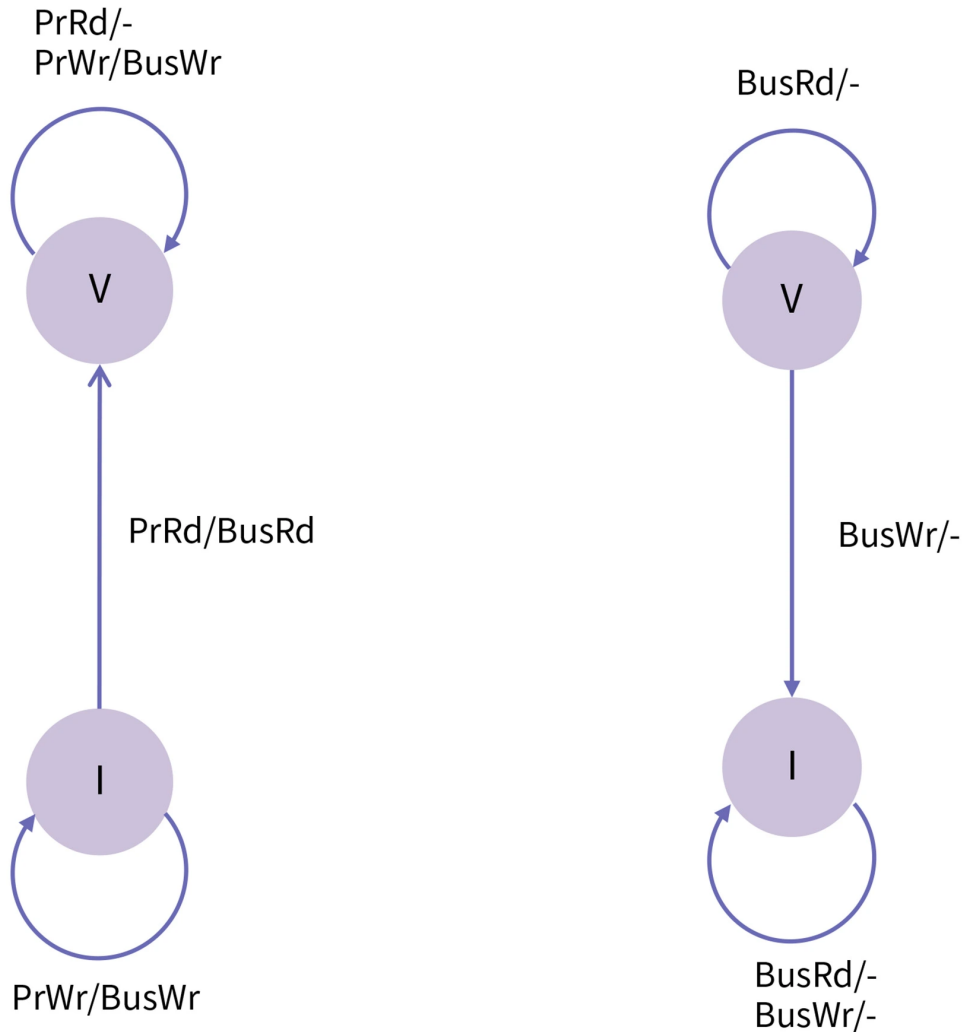 PrRd/-
PrWr/BusWr
V
PrRd/BusRd
I
PrWr/BusWr
BusRd/-
V
BusWr/-
I
BusRd/-
BusWr/-